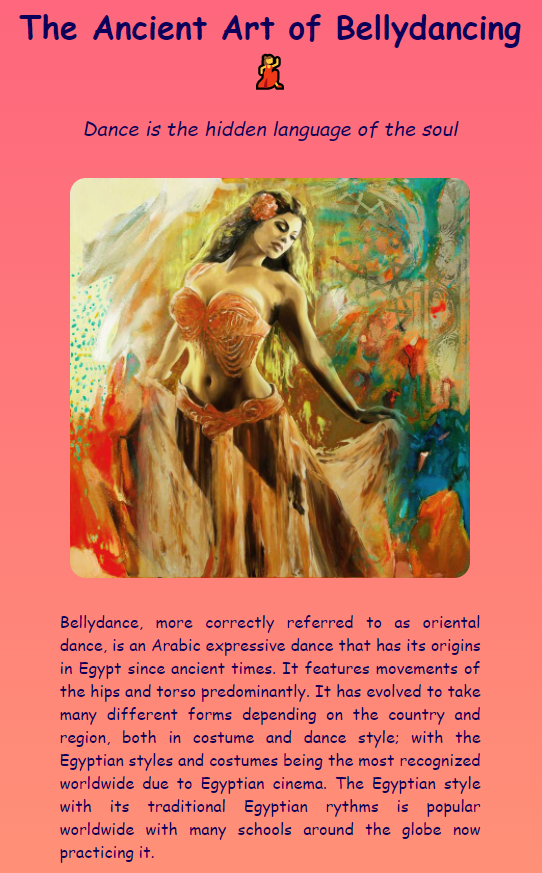 The Ancient Art of Bellydancing
💃
Dance is the hidden language of the soul
Bellydance, more correctly referred to as oriental
dance, is an Arabic expressive dance that has its origins
in Egypt since ancient times. It features movements of
the hips and torso predominantly. It has evolved to take
many different forms depending on the country and
region, both in costume and dance style; with the
Egyptian styles and costumes being the most recognized
worldwide due to Egyptian cinema. The Egyptian style
with its traditional Egyptian rythms is popular
worldwide with many schools around the globe now
practicing it.